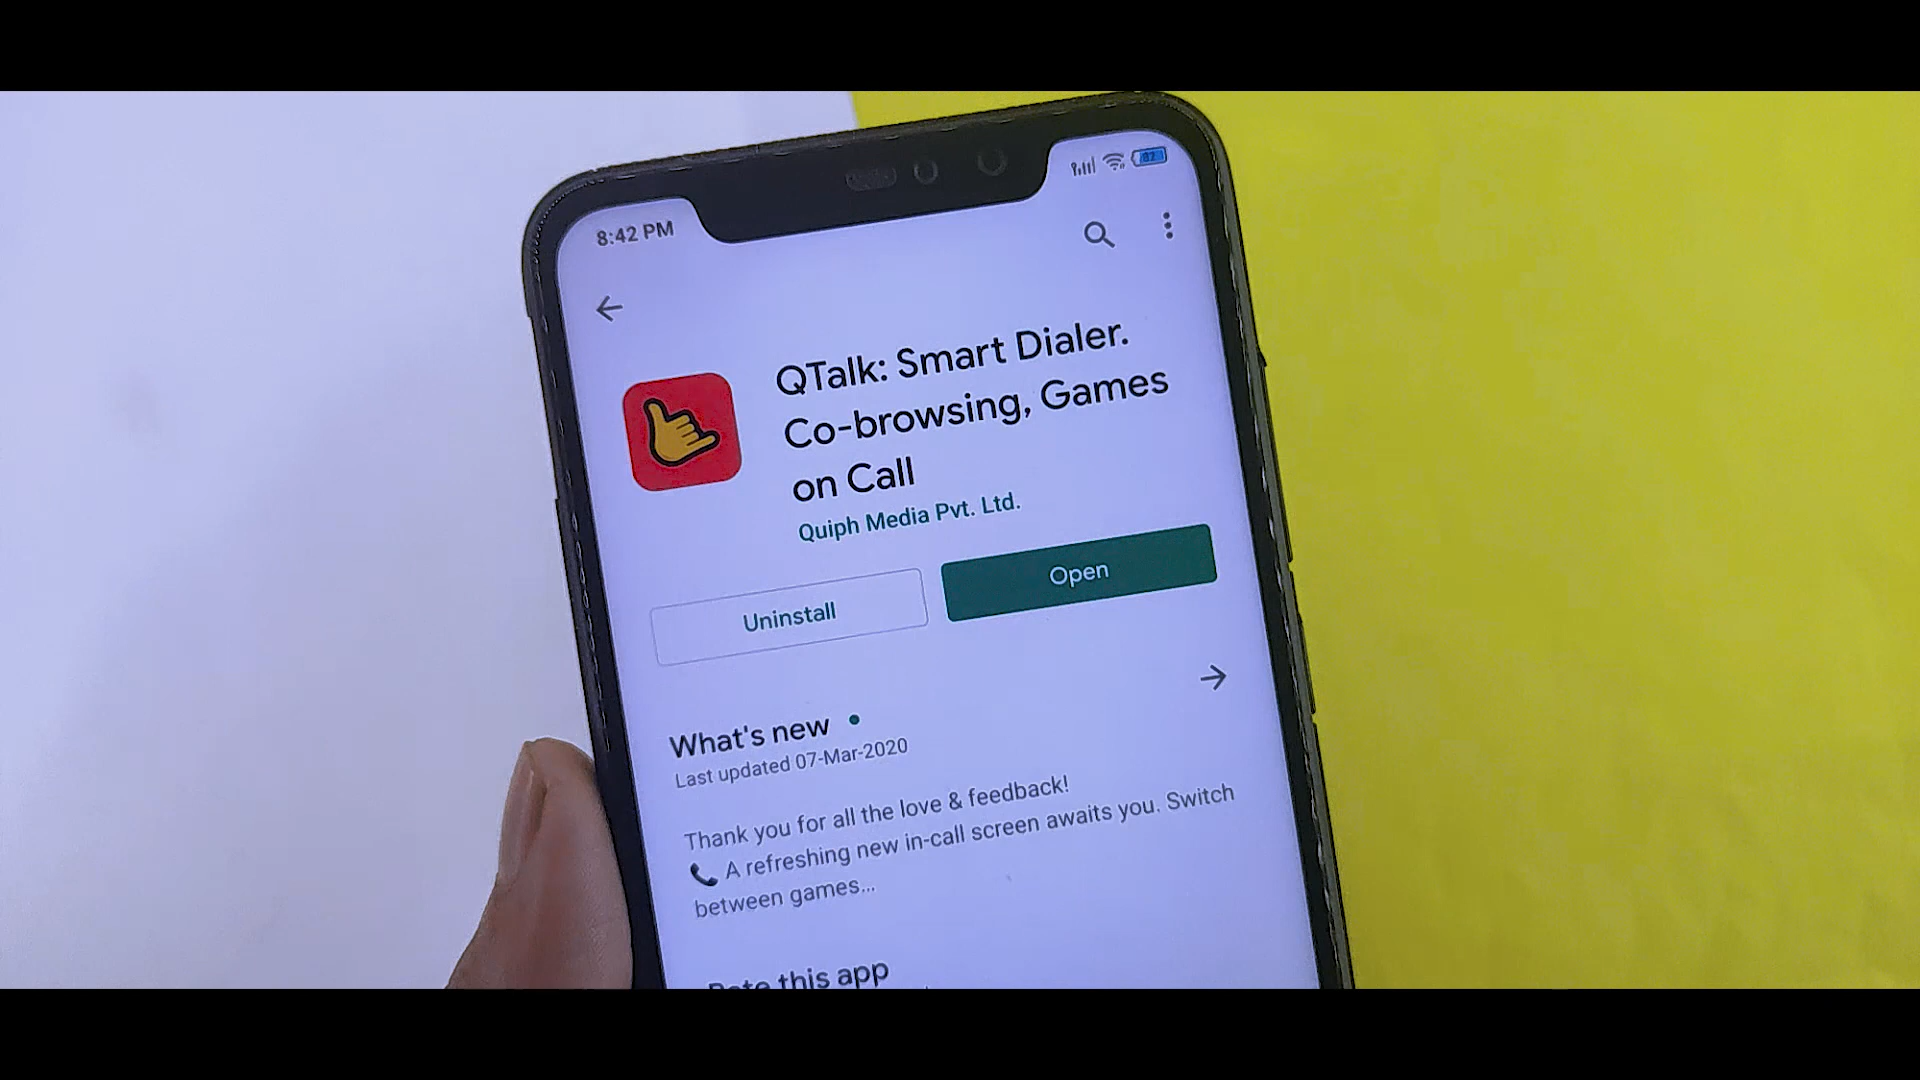 8:42 PM
82
QTalk: Smart Dialer.
Co-browsing, Games
on Call
Quiph Media Pvt. Ltd.
Uninstall
Open
What's new
Last updated 07-Mar-2020
Thank you for all the love & feedback!
📞 A refreshing new in-call screen awaits you. Switch
between games...
Rate this app